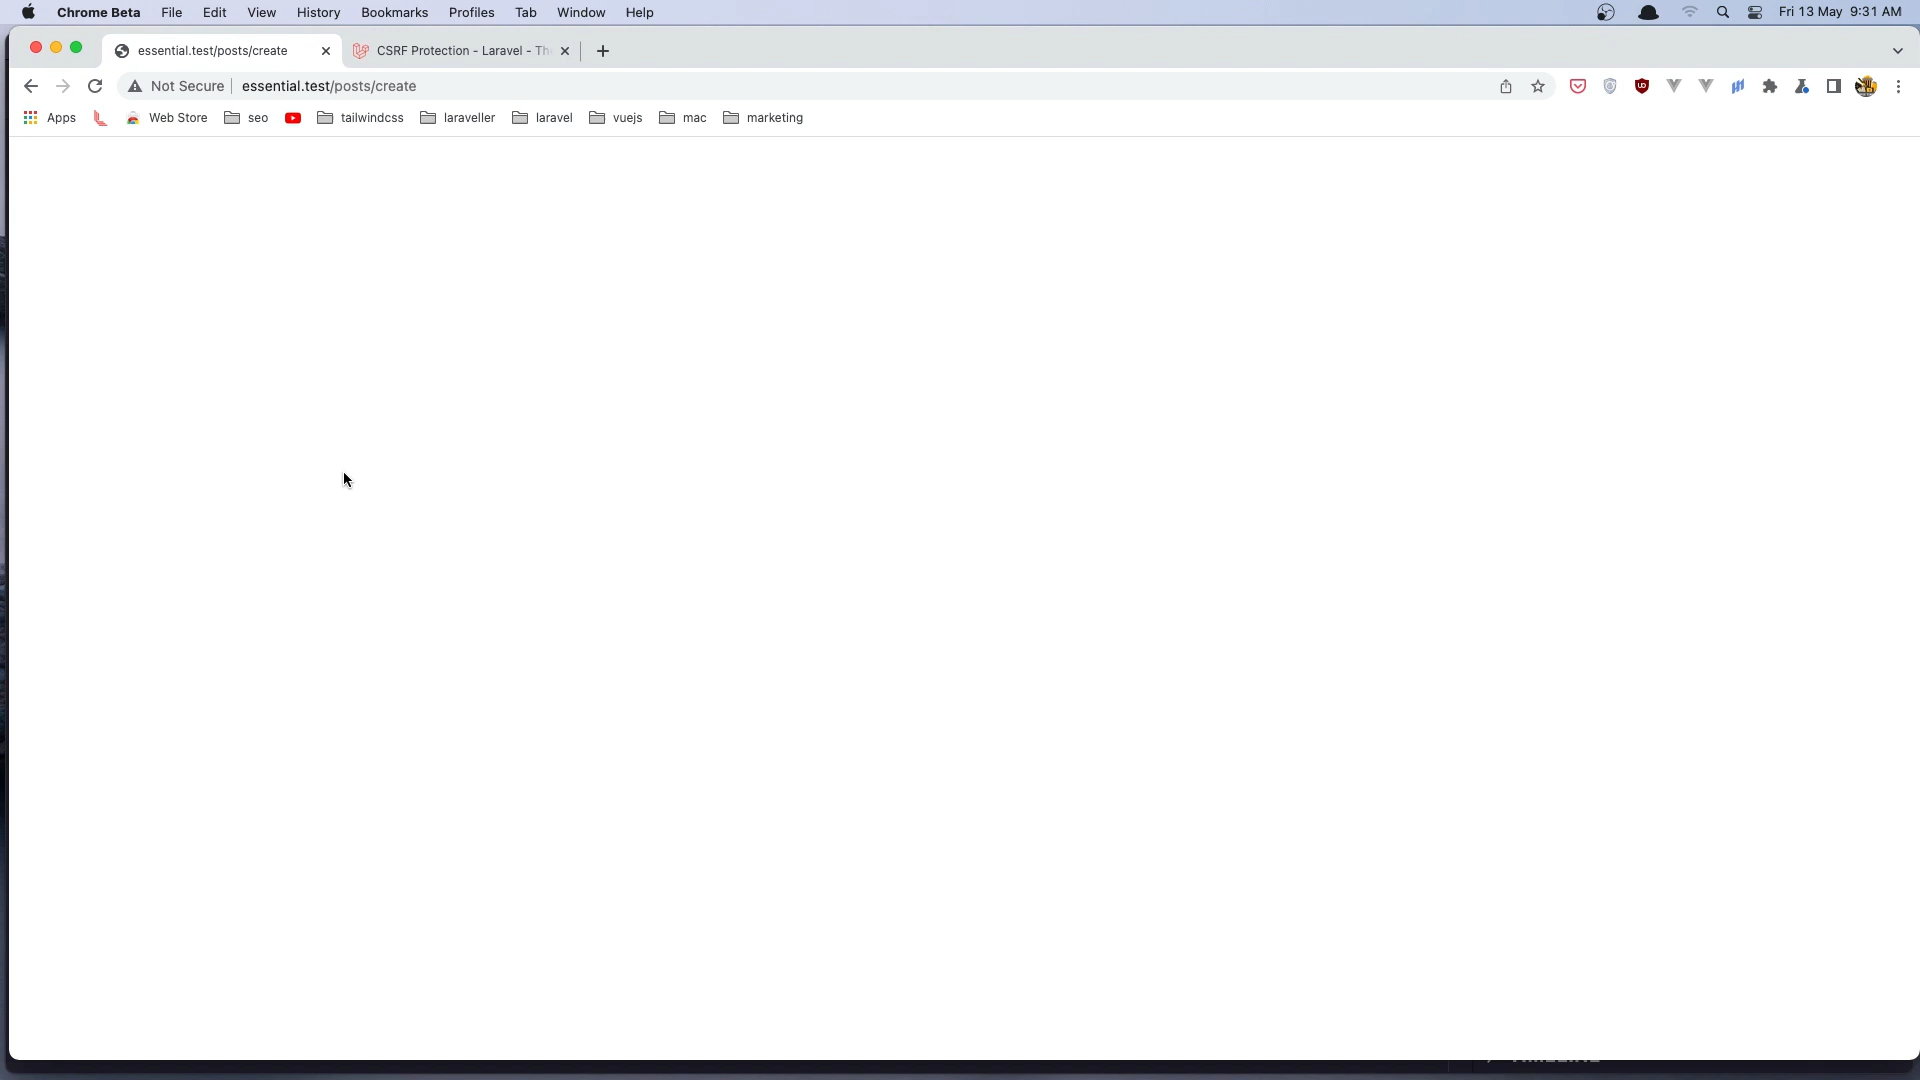 Chrome Beta File Edit View History Bookmarks Profiles Tab Window Help Fri 13 May 9:31 AM
essential.test/posts/create CSRF Protection - Laravel - Th
Not Secure essential.test/posts/create
Apps Web Store seo tailwindcss laraveller laravel vuejs mac marketing